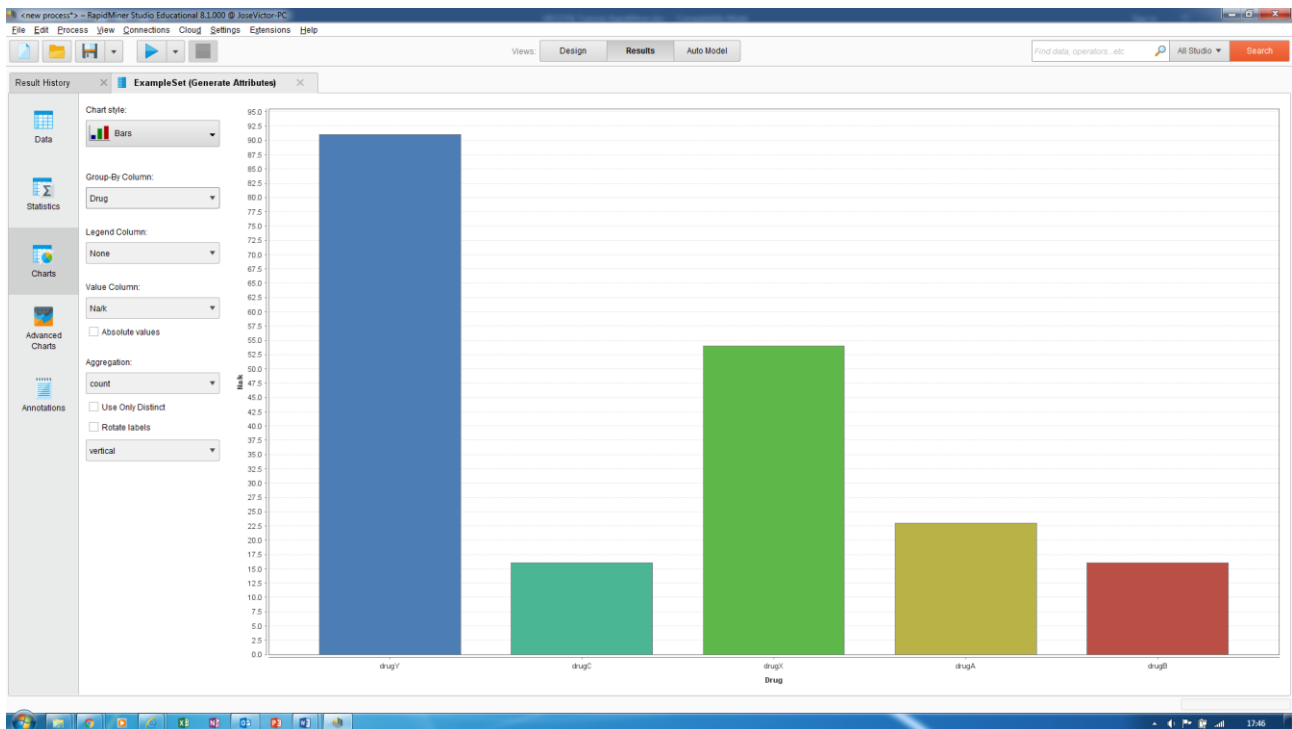 <new process*> – RapidMiner Studio Educational 8.1.000 @ JoseVictor-PC
File Edit Process View Connections Cloud Settings Extensions Help
Views: Design Results Auto Model
Find data, operators...etc
All Studio
Search
Result History
ExampleSet (Generate Attributes)
Data
Statistics
Charts
Advanced
Charts
Annotations
Chart style:
Bars
Group-By Column:
Drug
Legend Column:
None
Value Column:
Na/k
Absolute values
Aggregation:
count
Use Only Distinct
Rotate labels
vertical
95.0
92.5
90.0
87.5
85.0
82.5
80.0
77.5
75.0
72.5
70.0
67.5
65.0
62.5
60.0
57.5
55.0
52.5
50.0
47.5
45.0
42.5
40.0
37.5
35.0
32.5
30.0
27.5
25.0
22.5
20.0
17.5
15.0
12.5
10.0
7.5
5.0
2.5
0.0
Na/k
drugY drugC drugX drugA drugB
Drug
17:46